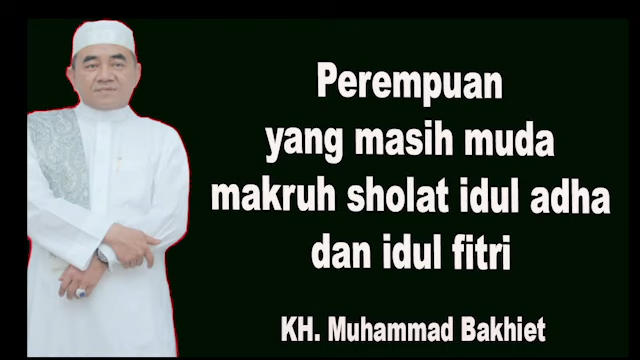 Perempuan
yang masih muda
makruh sholat idul adha
dan idul fitri
KH. Muhammad Bakhiet